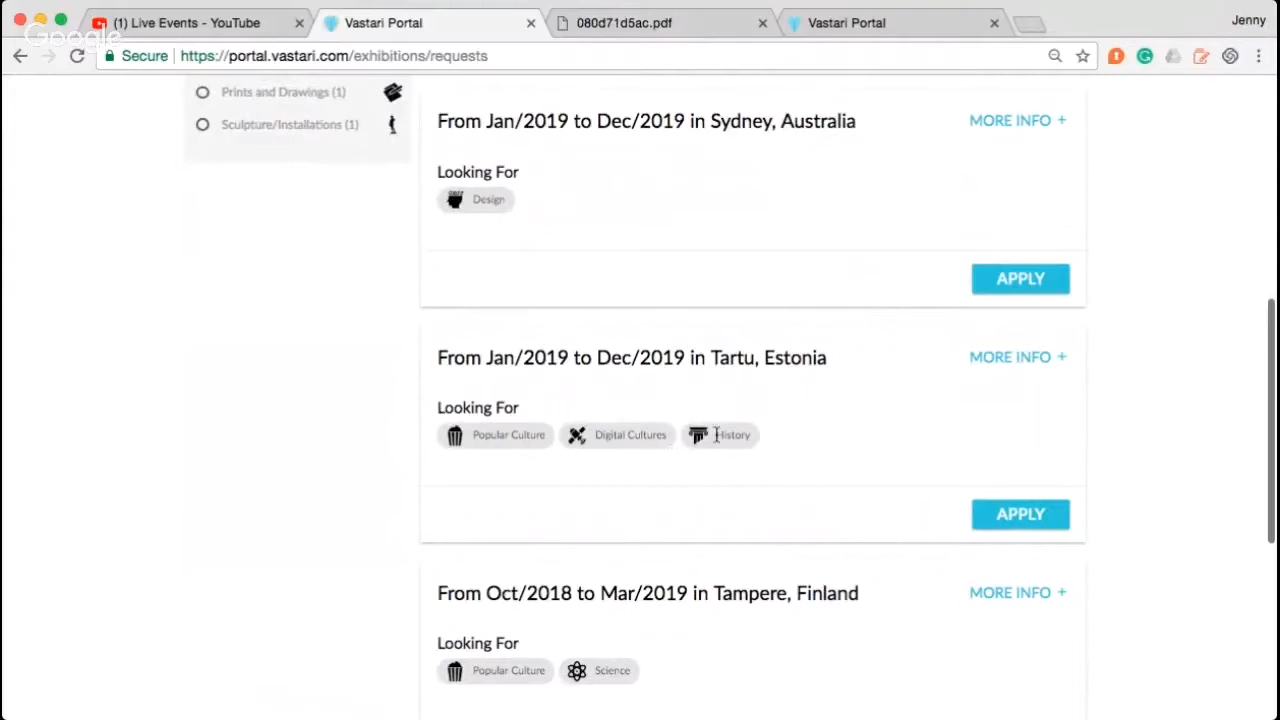 (1) Live Events - YouTube
Vastari Portal
080d71d5ac.pdf
Vastari Portal
Jenny
Google
Secure
https://portal.vastari.com/exhibitions/requests
Prints and Drawings (1)
Sculpture/Installations (1)
From Jan/2019 to Dec/2019 in Sydney, Australia
MORE INFO +
Looking For
Design
APPLY
From Jan/2019 to Dec/2019 in Tartu, Estonia
MORE INFO +
Looking For
Popular Culture
Digital Cultures
History
APPLY
From Oct/2018 to Mar/2019 in Tampere, Finland
MORE INFO +
Looking For
Popular Culture
Science